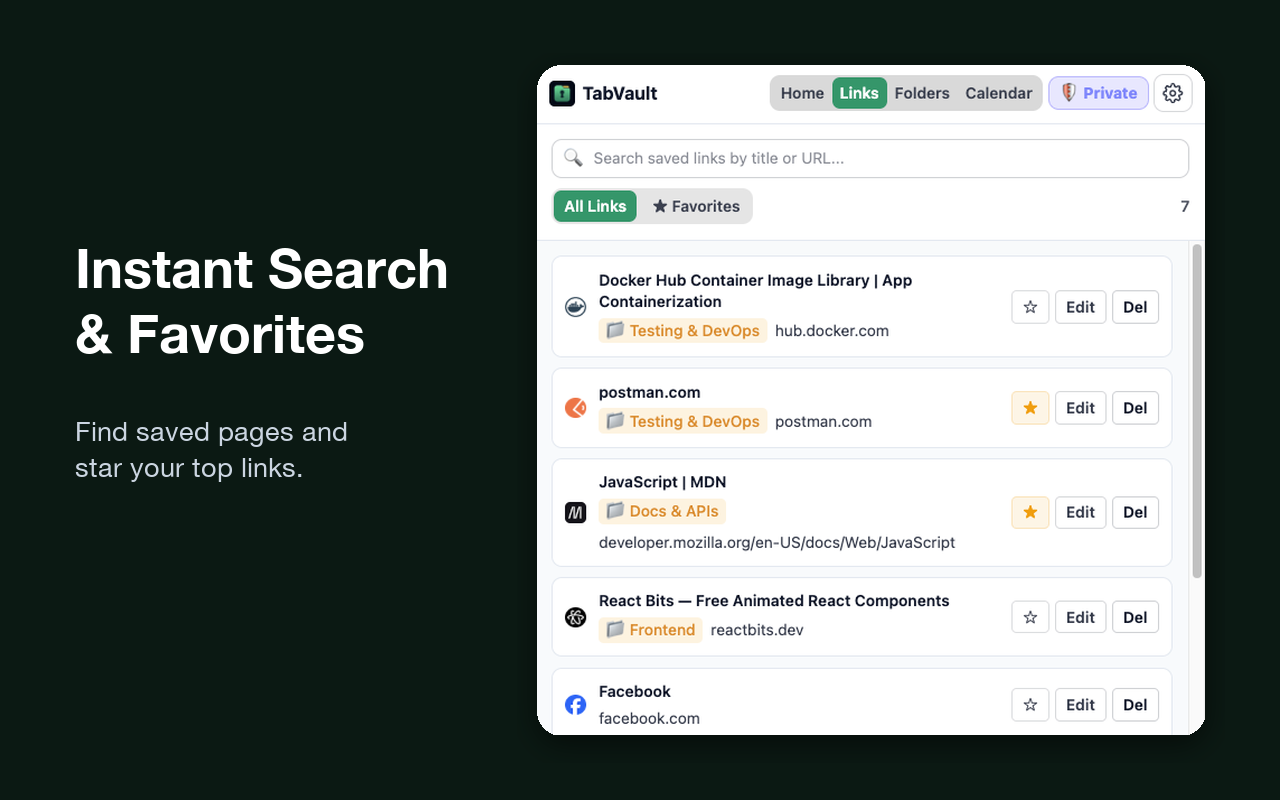 Instant Search
& Favorites
Find saved pages and
star your top links.
TabVault
Home Links Folders Calendar Private
Search saved links by title or URL...
All Links ★ Favorites 7
Docker Hub Container Image Library | App
Containerization
Testing & DevOps hub.docker.com
☆ Edit Del
postman.com
Testing & DevOps postman.com
★ Edit Del
JavaScript | MDN
Docs & APIs
developer.mozilla.org/en-US/docs/Web/JavaScript
★ Edit Del
React Bits — Free Animated React Components
Frontend reactbits.dev
☆ Edit Del
Facebook
facebook.com
☆ Edit Del